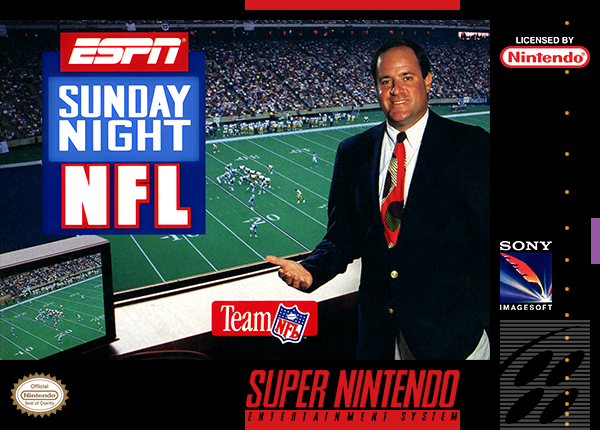 ESPN
SUNDAY
NIGHT
NFL
20
Team NFL
LICENSED BY
Nintendo
SONY
IMAGESOFT
Official
Nintendo
Seal of Quality
SUPER NINTENDO
ENTERTAINMENT SYSTEM